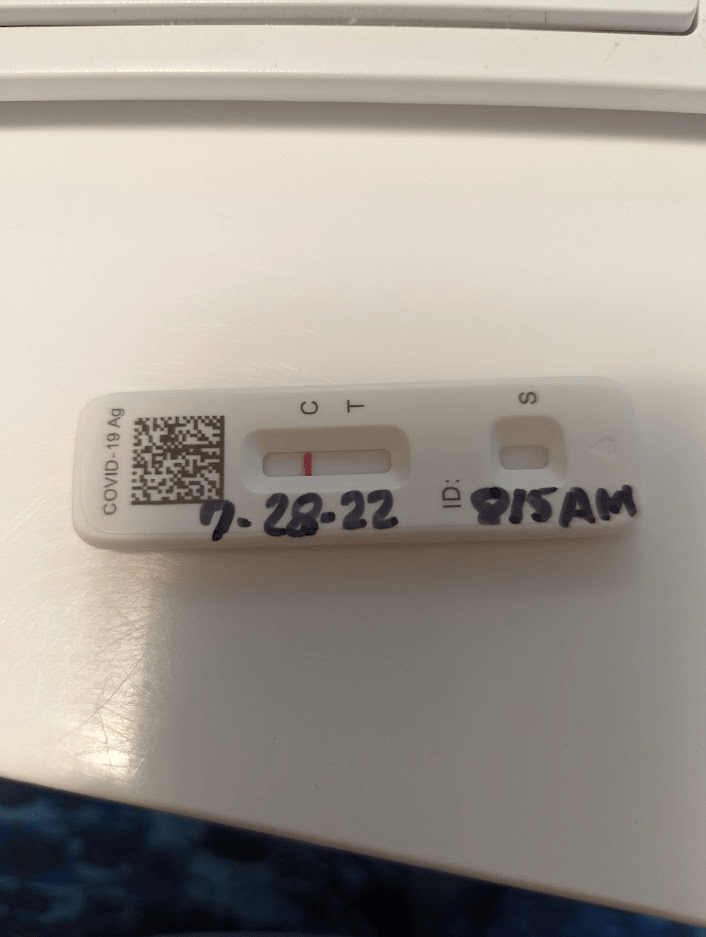 COVID-19 Ag
C T
S
ID: 815AM
7-28-22